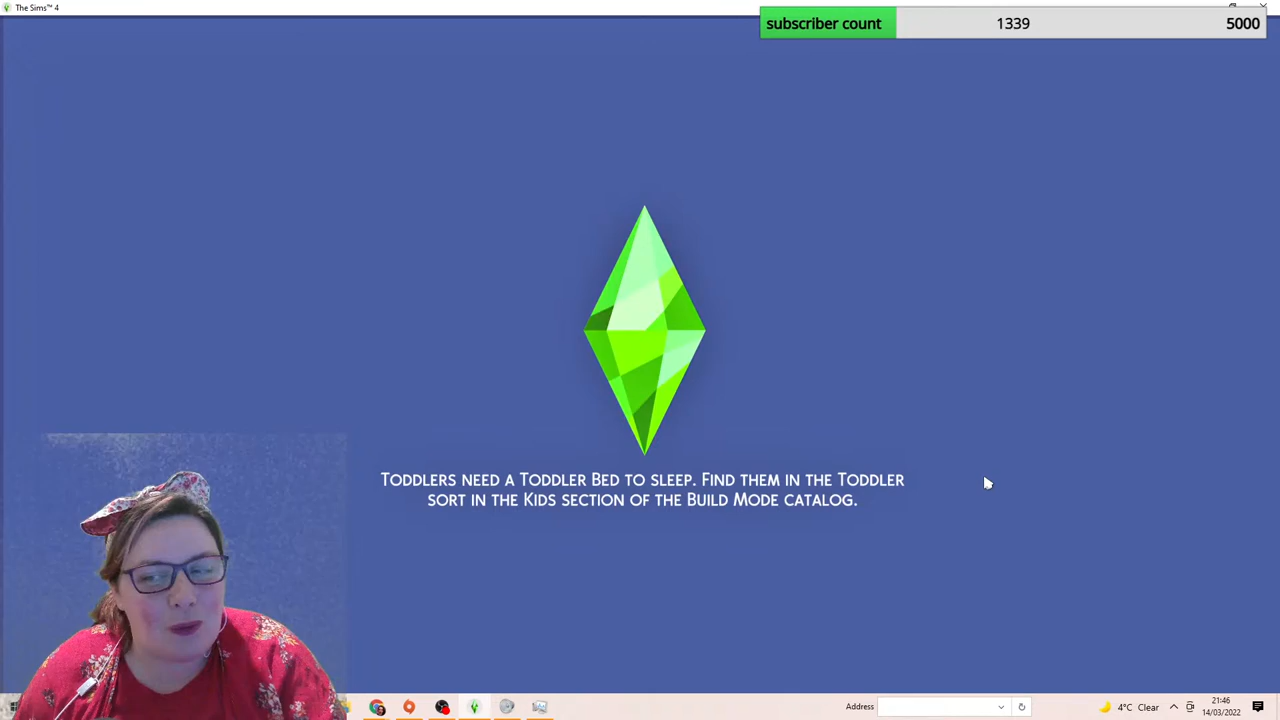 The Sims™ 4
subscriber count 1339 5000
TODDLERS NEED A TODDLER BED TO SLEEP. FIND THEM IN THE TODDLER
SORT IN THE KIDS SECTION OF THE BUILD MODE CATALOG.
Address
4°C Clear
21:46
14/03/2022